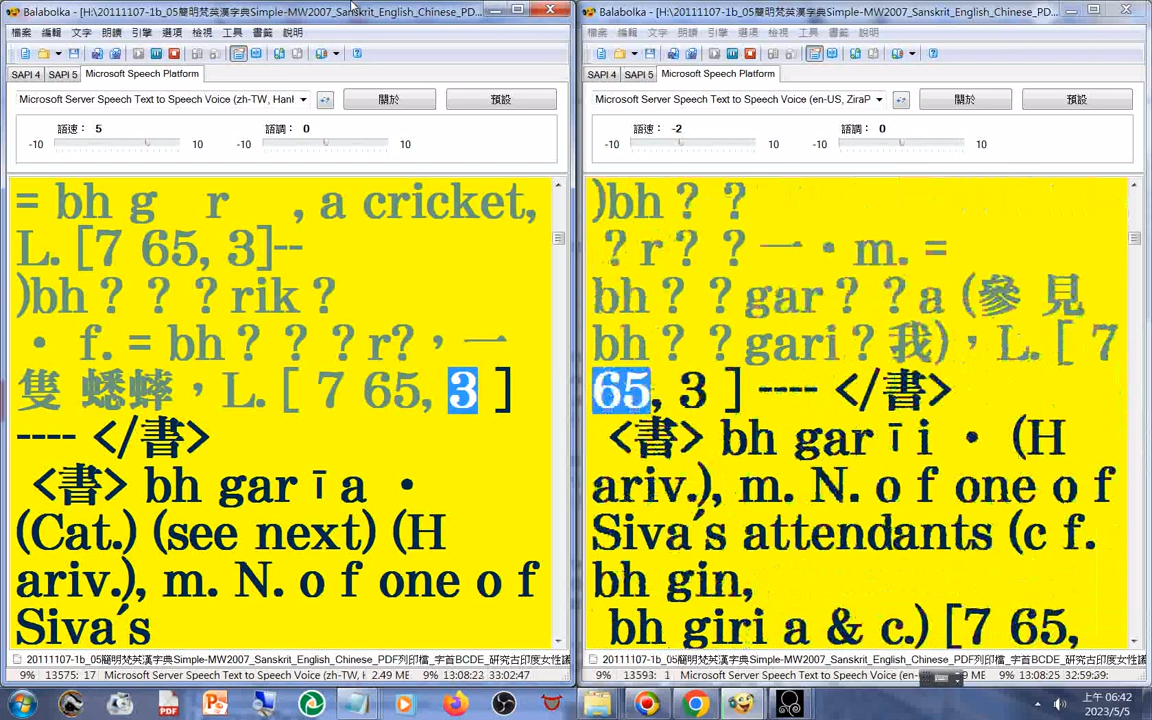 Balabolka - [H:\20111107-1b_05簡明梵英漢字典Simple-MW2007_Sanskrit_English_Chinese_PD...
檔案 編輯 文字 朗讀 引擎 選項 檢視 工具 書籤 說明
SAPI 4 SAPI 5 Microsoft Speech Platform
Microsoft Server Speech Text to Speech Voice (zh-TW, Hanl
關於 預設
語速： 5 語調： 0
-10 10 -10 10
= bh g r , a cricket,
L. [7 65, 3]--
)bh？？？rik？
• f. = bh？？？r?，一
隻 蟋蟀，L. [ 7 65, 3 ]
---- </書>
<書> bh gar ī a •
(Cat.) (see next) (H
ariv.), m. N. o f one o f
Siva´s
20111107-1b_05簡明梵英漢字典Simple-MW2007_Sanskrit_English_Chinese_PDF列印檔_字首BCDE_研究古印度女性議
9% 13575: 17 Microsoft Server Speech Text to Speech Voice (zh-TW, H 2.49 MB 9% 13:08:23 33:02:47
Balabolka - [H:\20111107-1b_05簡明梵英漢字典Simple-MW2007_Sanskrit_English_Chinese_PD...
檔案 編輯 文字 朗讀 引擎 選項 檢視 工具 書籤 說明
SAPI 4 SAPI 5 Microsoft Speech Platform
Microsoft Server Speech Text to Speech Voice (en-US, ZiraP
關於 預設
語速： -2 語調： 0
-10 10 -10 10
)bh？？
？r？？一•m. =
bh？？gar？？a (參 見
bh？？gari？我)，L. [ 7
65, 3 ] ---- </書>
<書> bh gar ī i • (H
ariv.), m. N. o f one o f
Siva´s attendants (c f.
bh gin,
bh giri a & c.) [7 65,
20111107-1b_05簡明梵英漢字典Simple-MW2007_Sanskrit_English_Chinese_PDF列印檔_字首BCDE_研究古印度女性議
9% 13593: 1 Microsoft Server Speech Text to Speech Voice (en-US, 9% 13:08:22 32:59:39
上午 06:42
2023/5/5